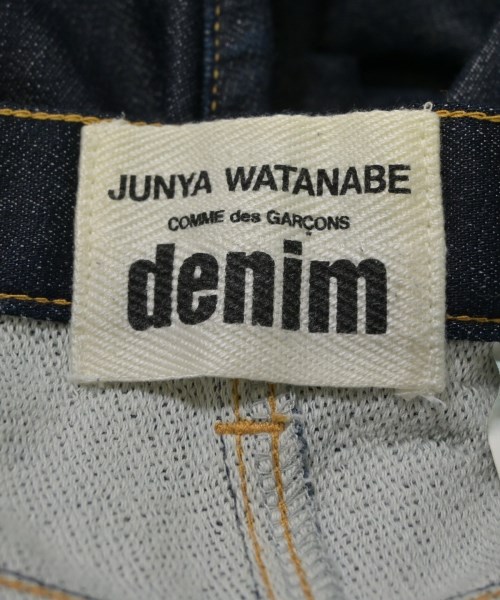 JUNYA WATANABE
COMME des GARÇONS
denim